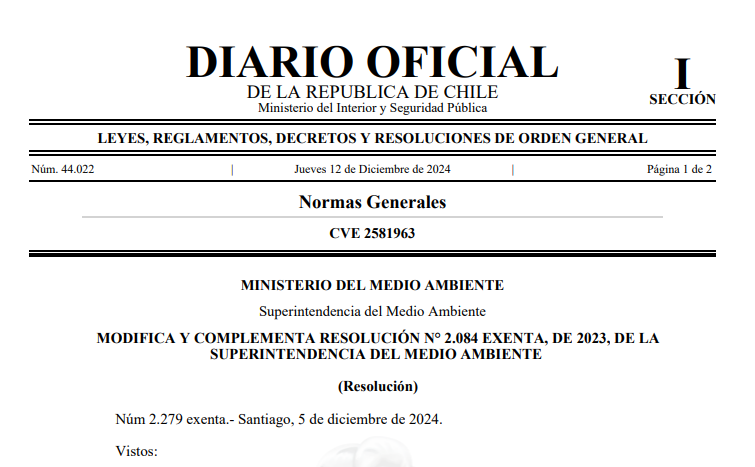 DIARIO OFICIAL
DE LA REPUBLICA DE CHILE
Ministerio del Interior y Seguridad Pública
I
SECCIÓN
LEYES, REGLAMENTOS, DECRETOS Y RESOLUCIONES DE ORDEN GENERAL
Núm. 44.022 | Jueves 12 de Diciembre de 2024 | Página 1 de 2
Normas Generales
CVE 2581963
MINISTERIO DEL MEDIO AMBIENTE
Superintendencia del Medio Ambiente
MODIFICA Y COMPLEMENTA RESOLUCIÓN N° 2.084 EXENTA, DE 2023, DE LA
SUPERINTENDENCIA DEL MEDIO AMBIENTE
(Resolución)
Núm 2.279 exenta.- Santiago, 5 de diciembre de 2024.
Vistos: